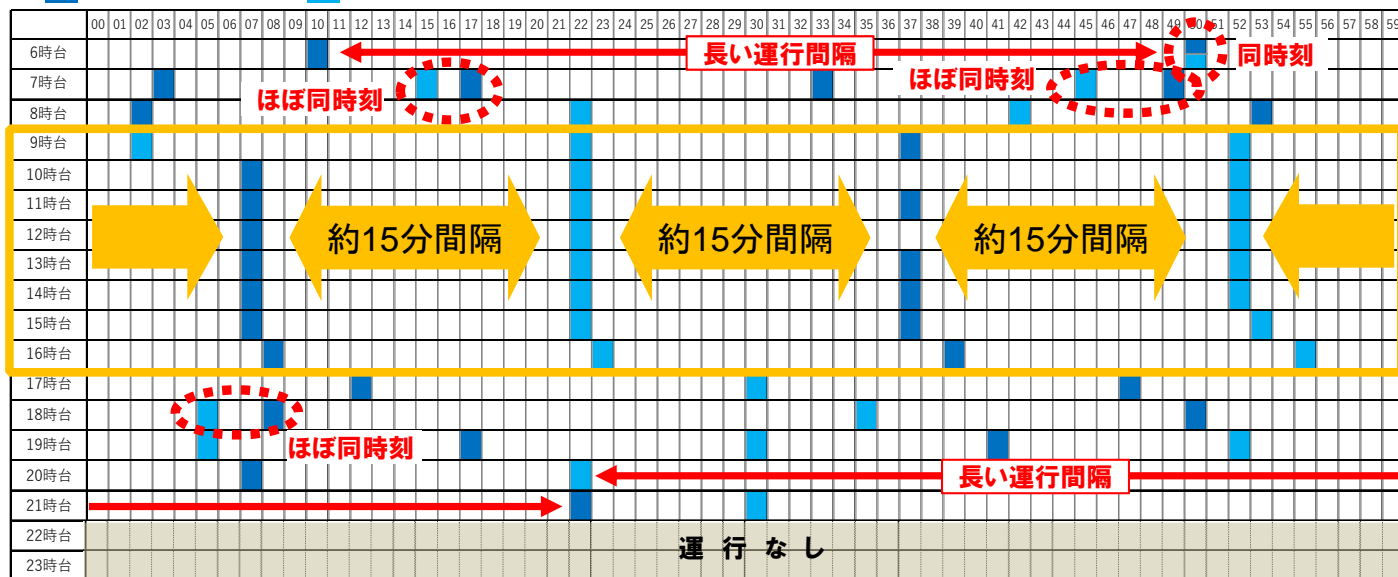 00 01 02 03 04 05 06 07 08 09 10 11 12 13 14 15 16 17 18 19 20 21 22 23 24 25 26 27 28 29 30 31 32 33 34 35 36 37 38 39 40 41 42 43 44 45 46 47 48 49 50 51 52 53 54 55 56 57 58 59
6時台
長い運行間隔
同時刻
7時台
ほぼ同時刻
ほぼ同時刻
8時台
9時台
10時台
11時台
12時台
約15分間隔
約15分間隔
約15分間隔
13時台
14時台
15時台
16時台
17時台
18時台
19時台
ほぼ同時刻
20時台
長い運行間隔
21時台
22時台
運行なし
23時台